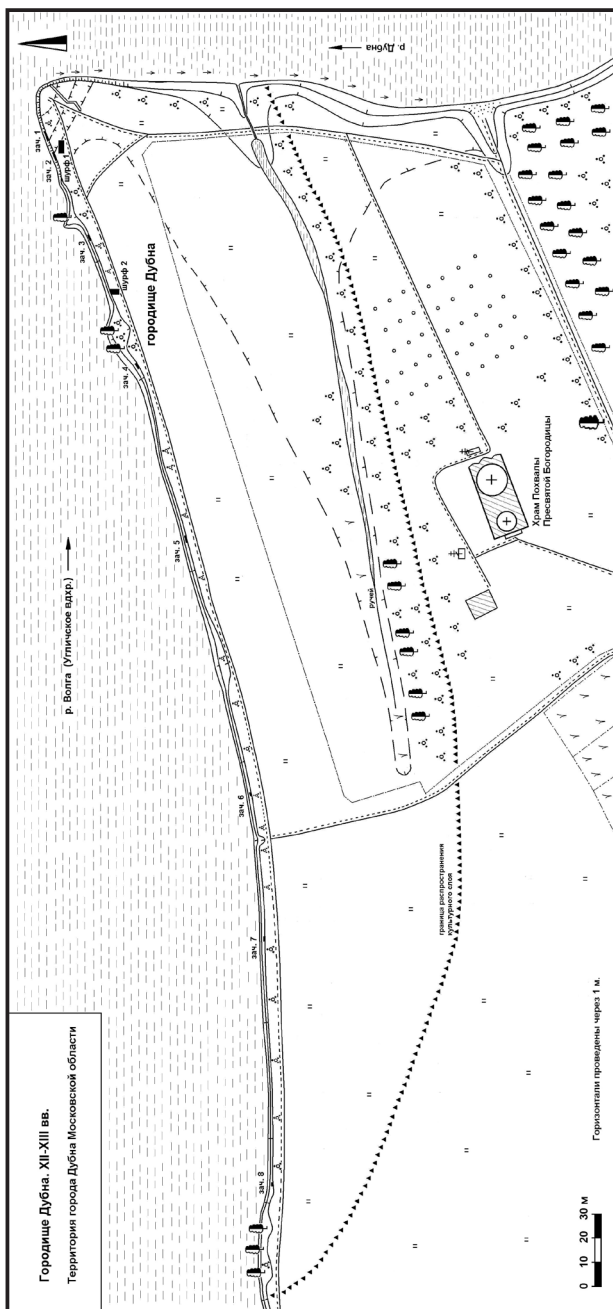 Городище Дубна. XII-XIII вв.
Территория города Дубна Московской области
р. Волга (Угличское вдхр.)
р. Дубна
зач. 1
зач. 2
шурф 1
зач. 3
шурф 2
зач. 4
городище Дубна
зач. 5
зач. 6
зач. 7
зач. 8
ручей
Храм Похвалы
Пресвятой Богородицы
граница распространения
культурного слоя
Горизонтали проведены через 1 м.
0 10 20 30 м